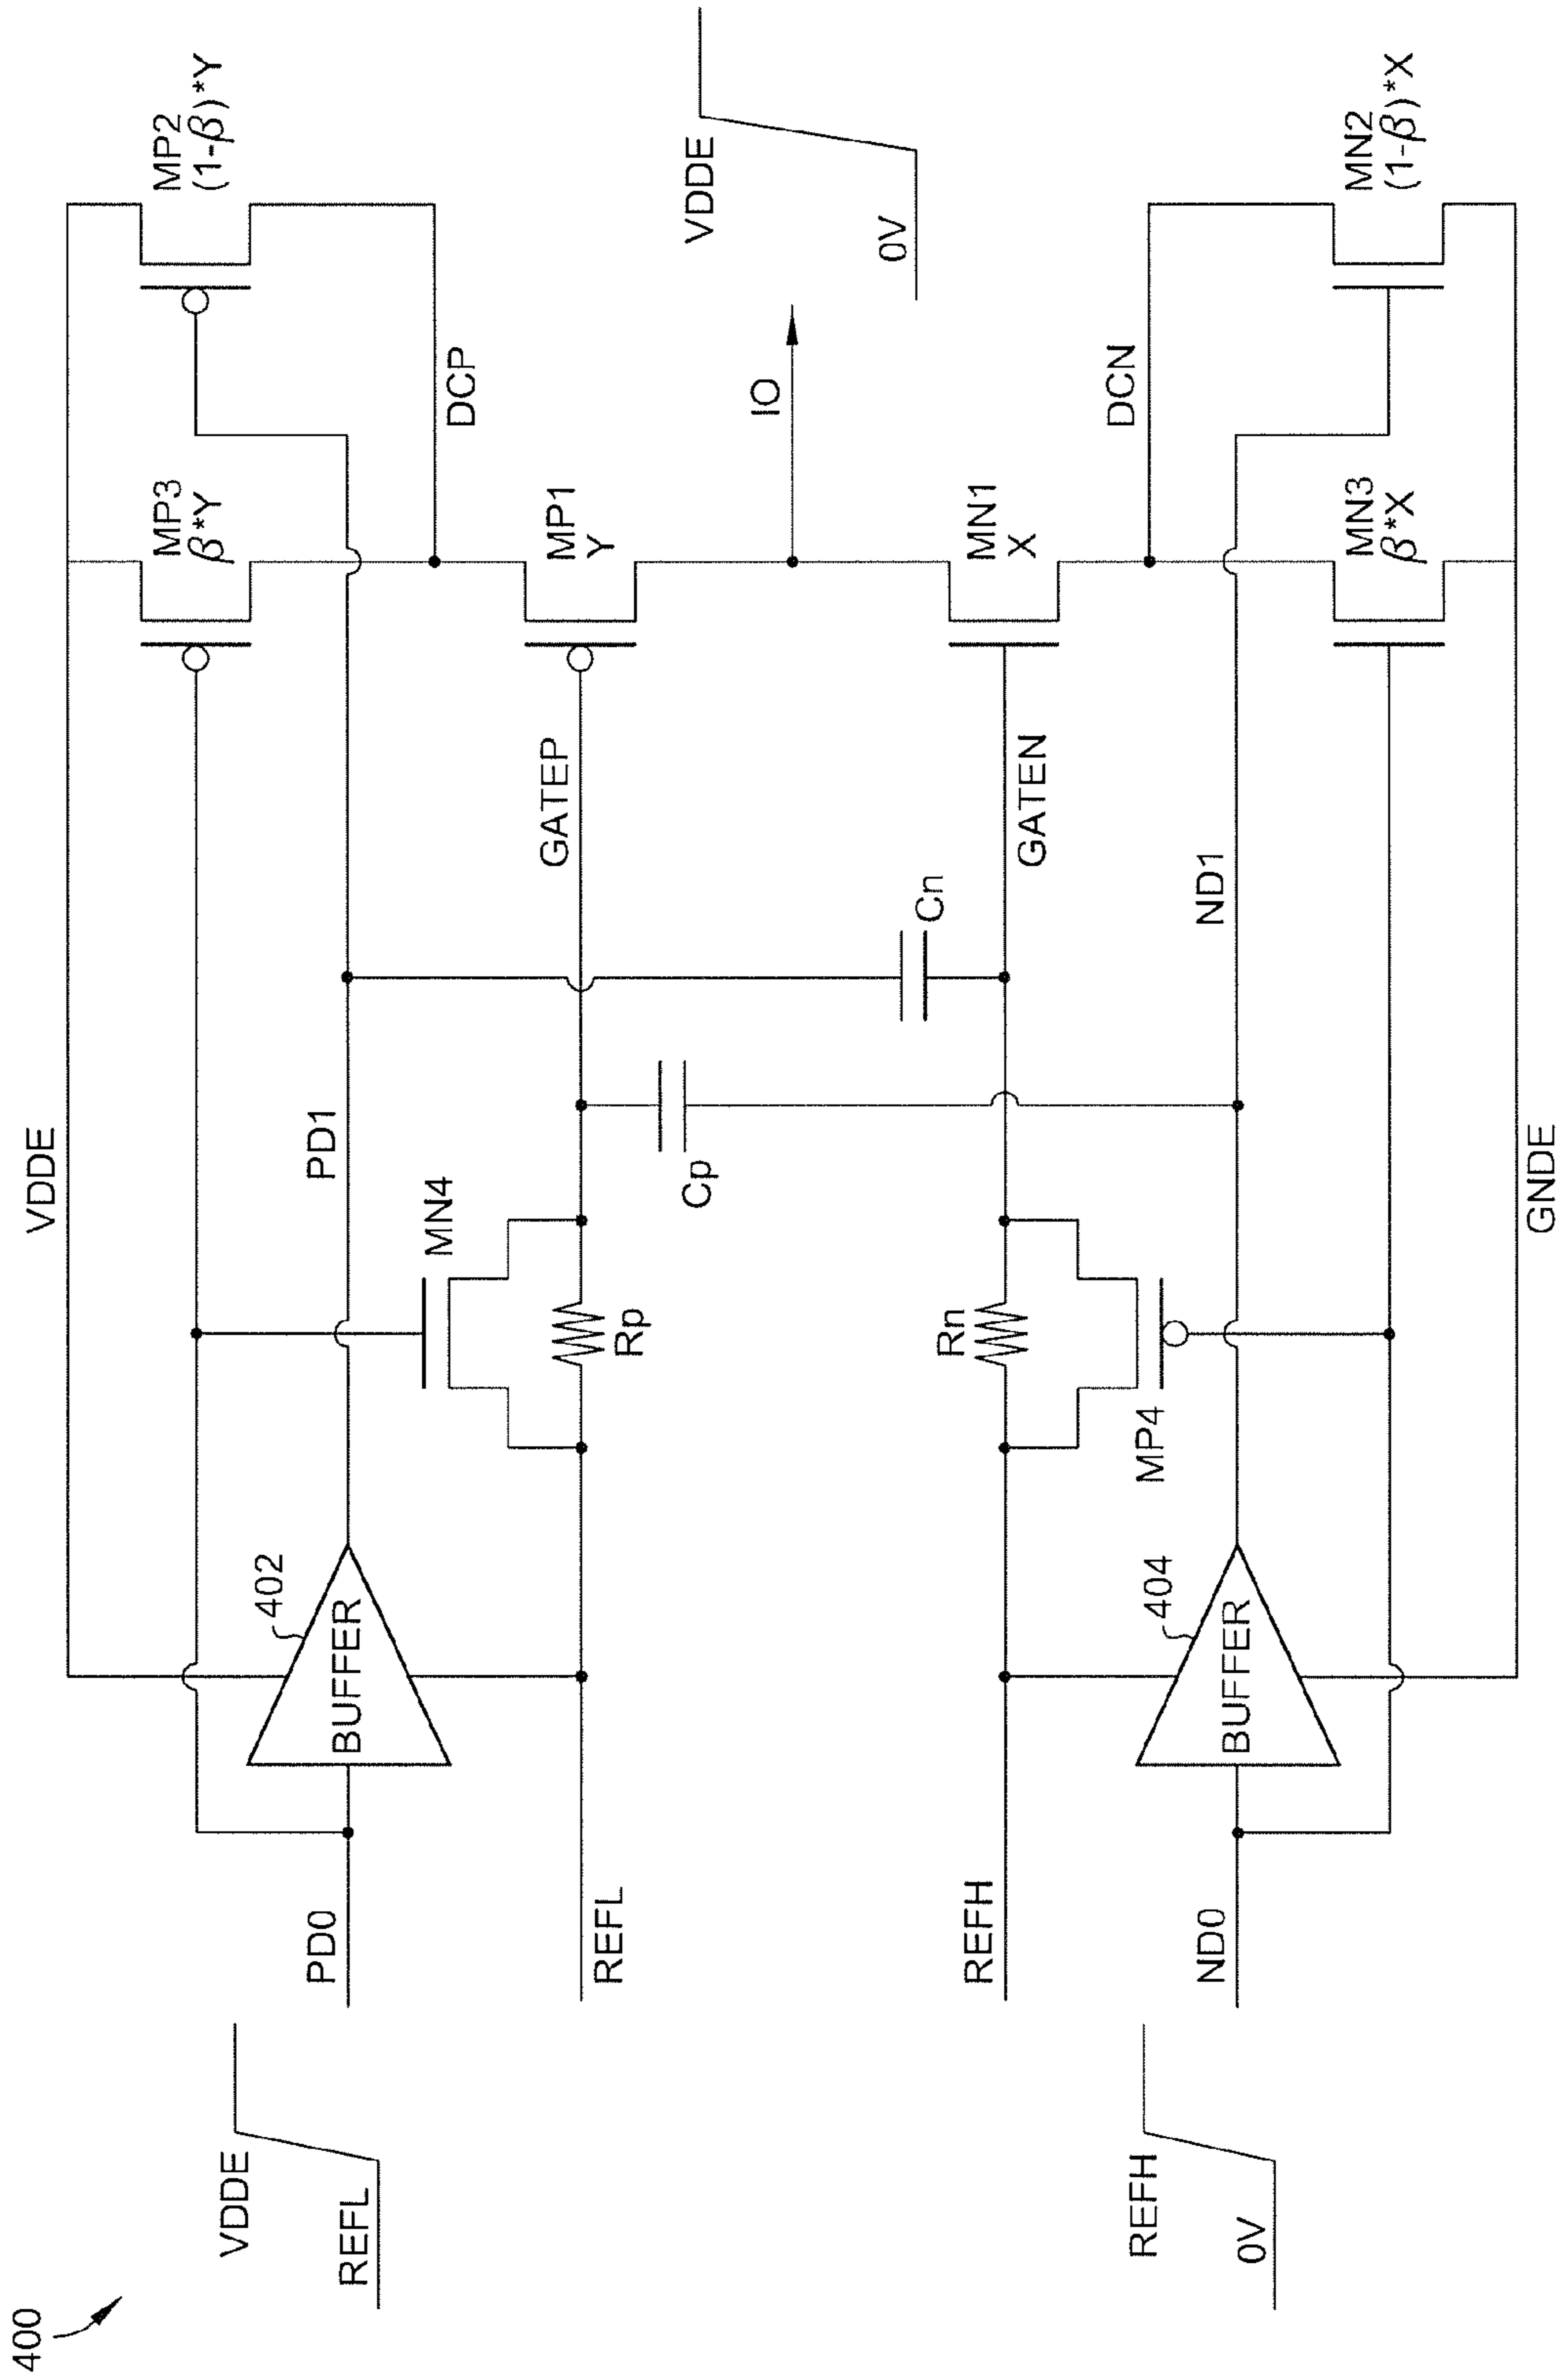 400
VDDE
REFL
REFH
0V
PD0
REFL
REFH
ND0
402
BUFFER
404
BUFFER
VDDE
PD1
MN4
Rp
Cp
Rn
MP4
GNDE
Cn
GATEP
GATEN
ND1
MP3
β*Y
MP1
Y
MN1
X
MN3
β*X
DCP
IO
DCN
MP2
(1-β)*Y
VDDE
0V
MN2
(1-β)*X